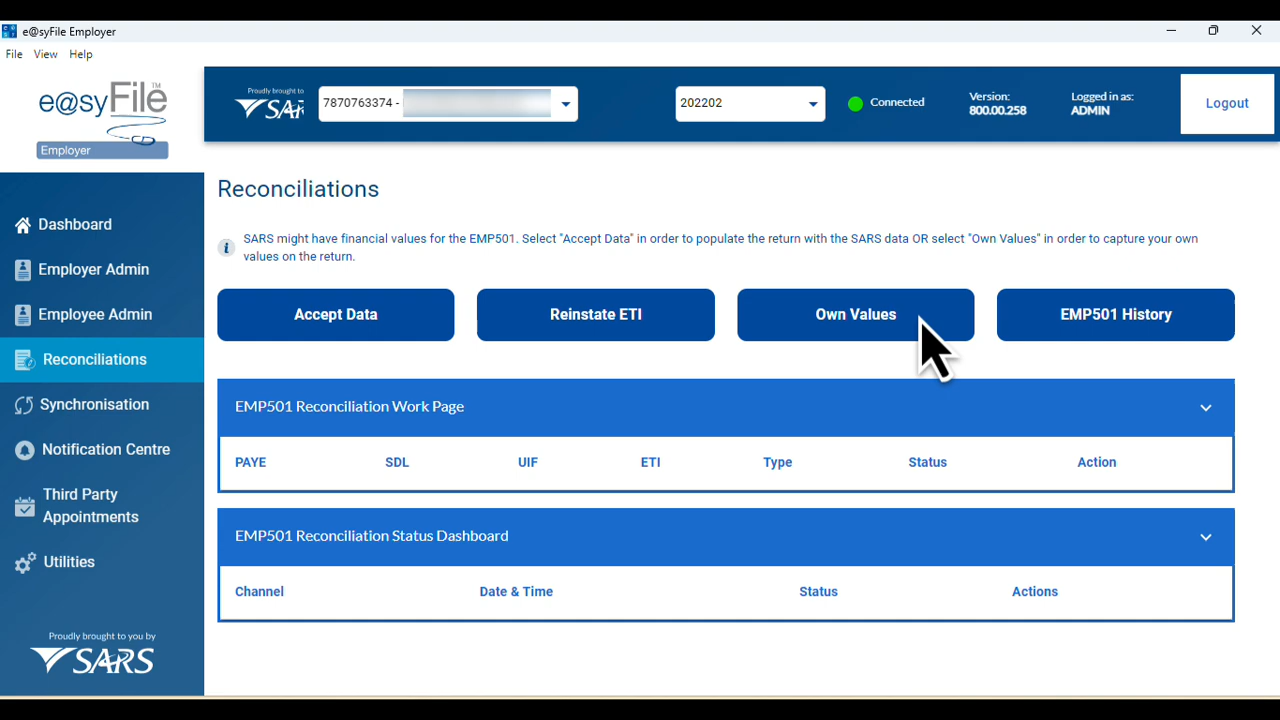 e@syFile Employer
File View Help
e@syFile™
Employer
Proudly brought to
SAR
7870763374 -
202202
Connected
Version:
800.00.258
Logged in as:
ADMIN
Logout
Dashboard
Employer Admin
Employee Admin
Reconciliations
Synchronisation
Notification Centre
Third Party
Appointments
Utilities
Proudly brought to you by
SARS
Reconciliations
SARS might have financial values for the EMP501. Select "Accept Data" in order to populate the return with the SARS data OR select "Own Values" in order to capture your own
values on the return.
Accept Data Reinstate ETI Own Values EMP501 History
EMP501 Reconciliation Work Page
PAYE SDL UIF ETI Type Status Action
EMP501 Reconciliation Status Dashboard
Channel Date & Time Status Actions